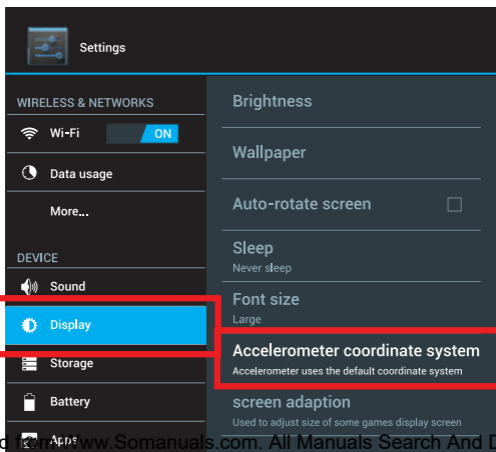 Settings
WIRELESS & NETWORKS
Wi-Fi
ON
Data usage
More...
DEVICE
Sound
Display
Storage
Battery
Apps
Brightness
Wallpaper
Auto-rotate screen
Sleep
Never sleep
Font size
Large
Accelerometer coordinate system
Accelerometer uses the default coordinate system
screen adaption
Used to adjust size of some games display screen
d from Www.Somanuals.com. All Manuals Search And D